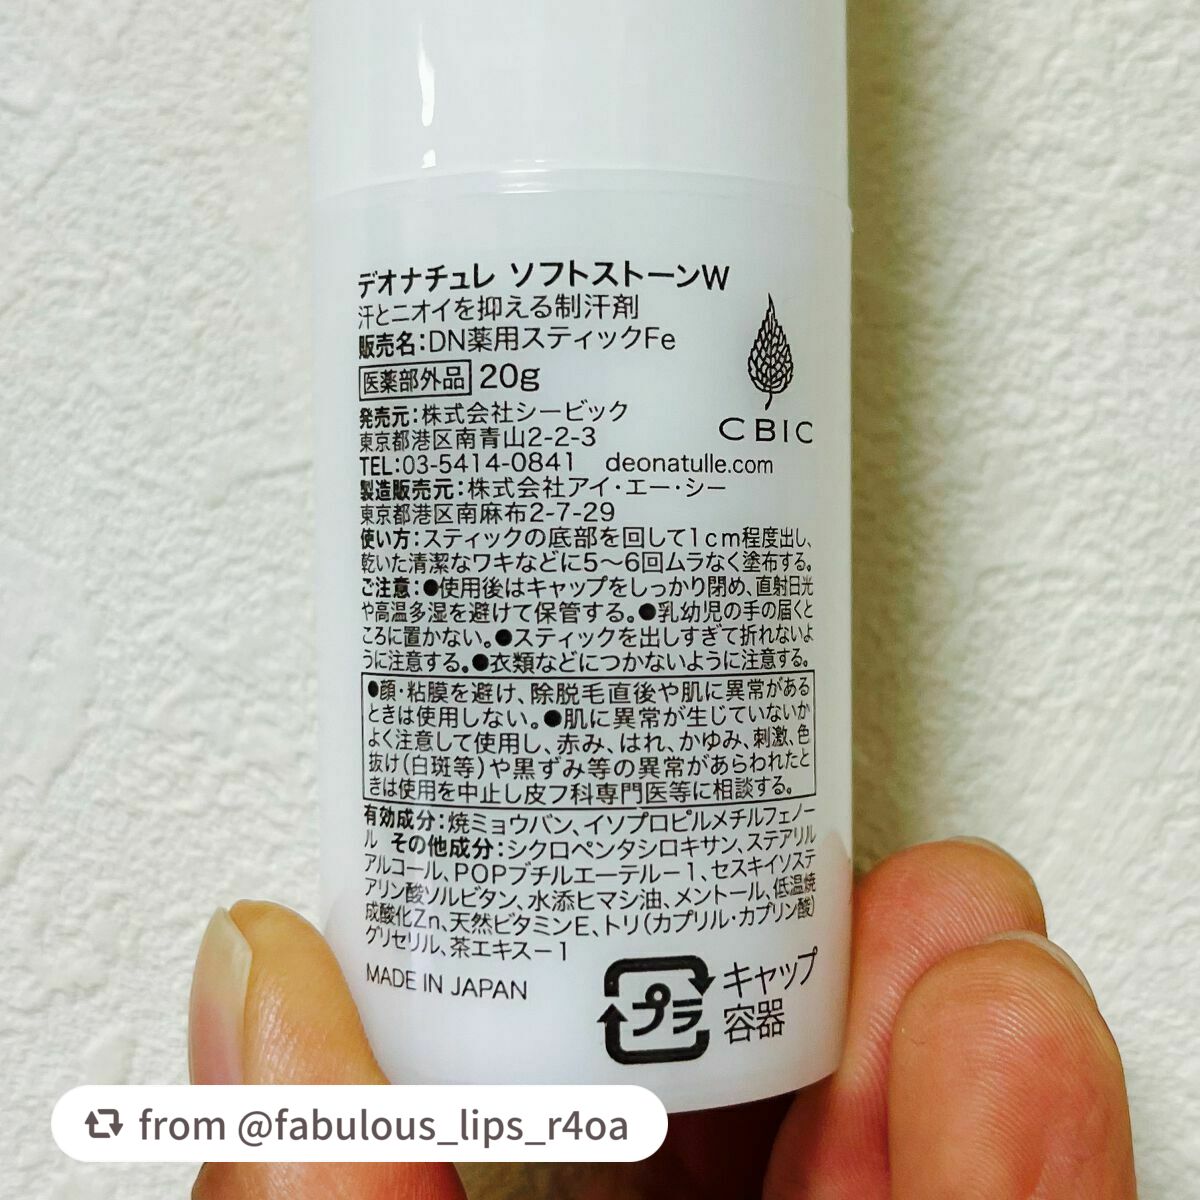 デオナチュレ ソフトストーンW
汗とニオイを抑える制汗剤
販売名:DN薬用スティックFe
医薬部外品 20g
CBIC
発売元:株式会社シービック
東京都港区南青山2-2-3
TEL:03-5414-0841 deonatulle.com
製造販売元:株式会社アイ・エー・シー
東京都港区南麻布2-7-29
使い方:スティックの底部を回して1cm程度出し、
乾いた清潔なワキなどに5〜6回ムラなく塗布する。
ご注意:●使用後はキャップをしっかり閉め、直射日光
や高温多湿を避けて保管する。●乳幼児の手の届くと
ころに置かない。●スティックを出しすぎて折れないよ
うに注意する。●衣類などにつかないように注意する。
●顔・粘膜を避け、除脱毛直後や肌に異常がある
ときは使用しない。●肌に異常が生じていないか
よく注意して使用し、赤み、はれ、かゆみ、刺激、色
抜け(白斑等)や黒ずみ等の異常があらわれたと
きは使用を中止し皮フ科専門医等に相談する。
有効成分:焼ミョウバン、イソプロピルメチルフェノー
ル その他成分:シクロペンタシロキサン、ステアリル
アルコール、POPブチルエーテル−1、セスキイソステ
アリン酸ソルビタン、水添ヒマシ油、メントール、低温焼
成酸化Zn、天然ビタミンE、トリ(カプリル・カプリン酸)
グリセリル、茶エキス−1
MADE IN JAPAN
プラ
キャップ
容器
from @fabulous_lips_r4oa